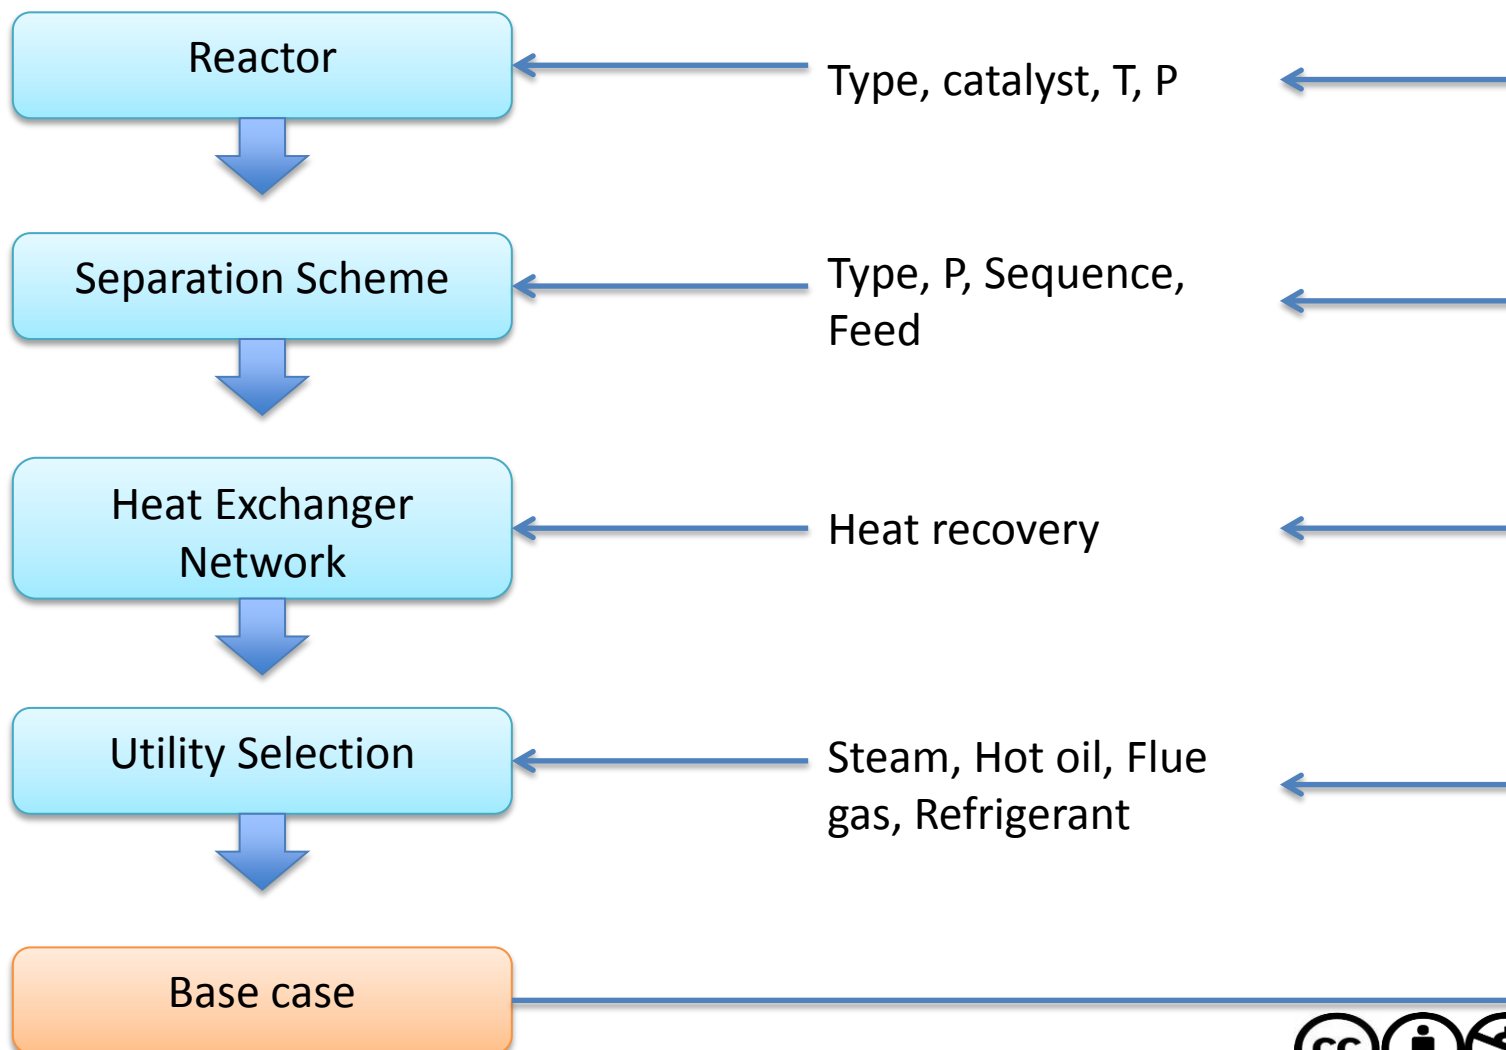 Reactor
Type, catalyst, T, P
Separation Scheme
Type, P, Sequence,
Feed
Heat Exchanger
Network
Heat recovery
Utility Selection
Steam, Hot oil, Flue
gas, Refrigerant
Base case
cc